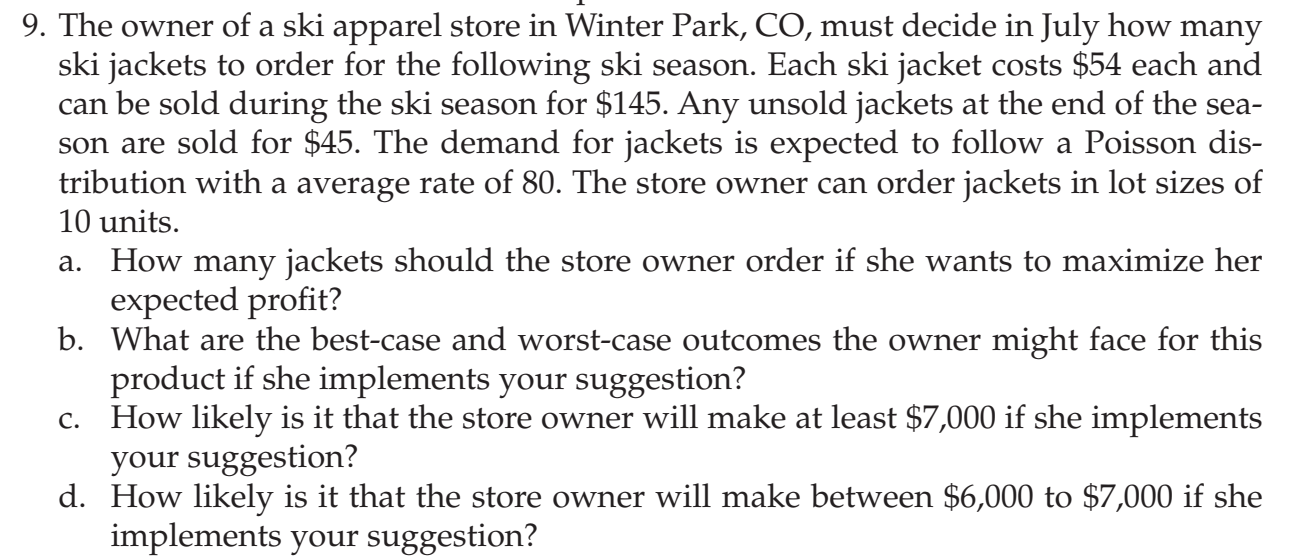 9. The owner of a ski apparel store in Winter Park, CO, must decide in July how many
ski jackets to order for the following ski season. Each ski jacket costs $54 each and
can be sold during the ski season for $145. Any unsold jackets at the end of the sea-
son are sold for $45. The demand for jackets is expected to follow a Poisson dis-
tribution with a average rate of 80. The store owner can order jackets in lot sizes of
10 units.
a. How many jackets should the store owner order if she wants to maximize her
expected profit?
b. What are the best-case and worst-case outcomes the owner might face for this
product if she implements your suggestion?
c. How likely is it that the store owner will make at least $7,000 if she implements
your suggestion?
d. How likely is it that the store owner will make between $6,000 to $7,000 if she
implements your suggestion?